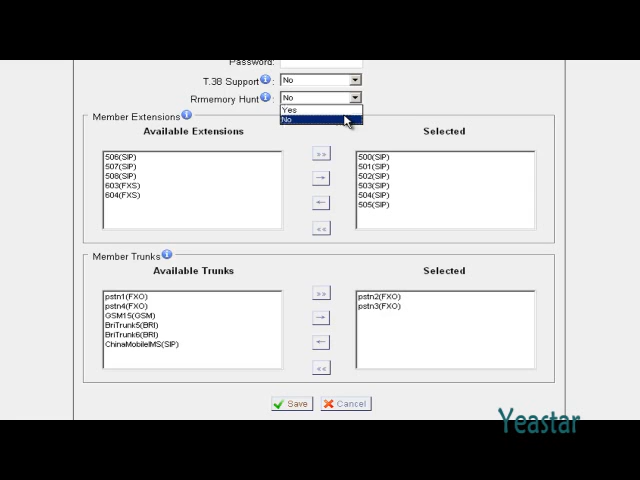 Password:
T.38 Support : No
Rrmemory Hunt : No
Yes
No
Member Extensions
Available Extensions Selected
506(SIP) >> 500(SIP)
507(SIP) 501(SIP)
508(SIP) → 502(SIP)
603(FXS) 503(SIP)
604(FXS) ← 504(SIP)
505(SIP)
<<
Member Trunks
Available Trunks Selected
pstn1(FXO) >> pstn2(FXO)
pstn4(FXO) pstn3(FXO)
GSM15(GSM) →
BriTrunk5(BRI)
BriTrunk6(BRI) ←
ChinaMobileIMS(SIP)
<<
Save Cancel
Yeastar